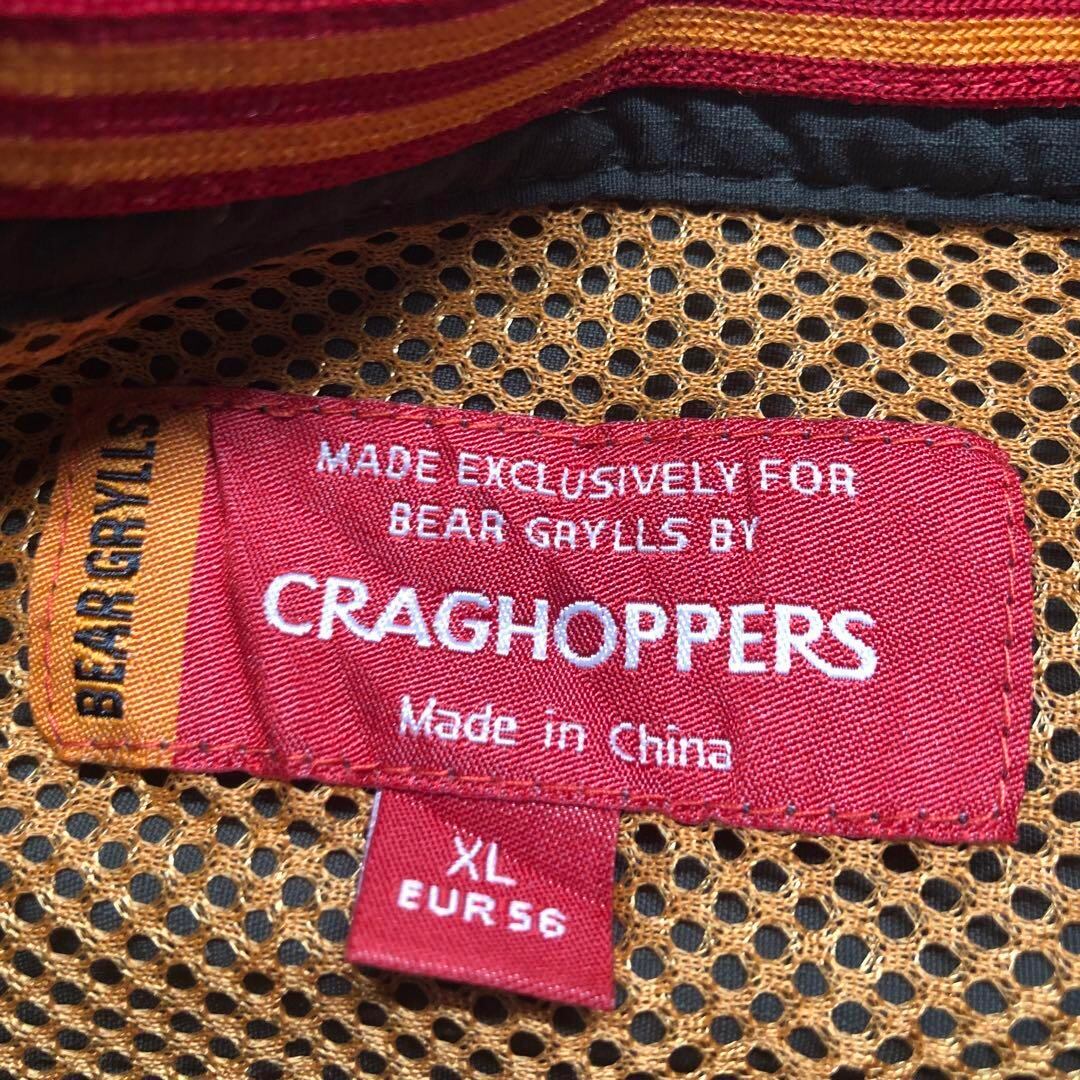 BEAR GRYLLS
MADE EXCLUSIVELY FOR
BEAR GRYLLS BY
CRAGHOPPERS
Made in China
XL
EUR 56